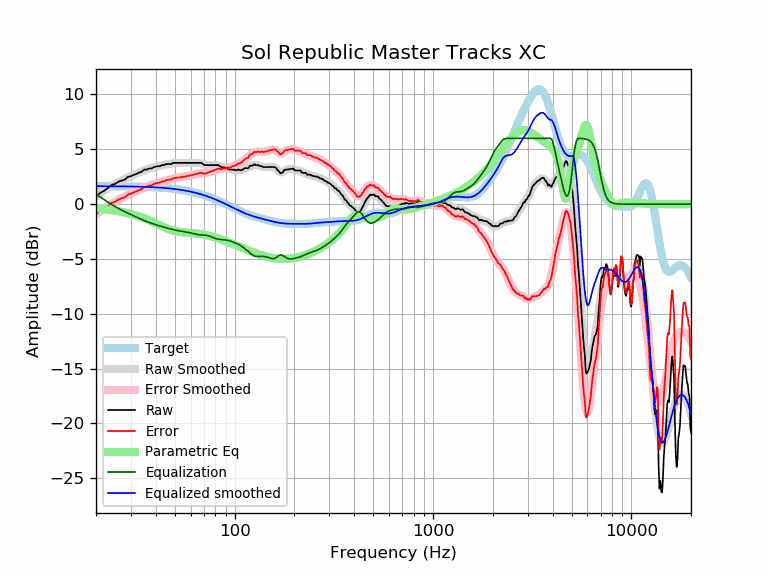 Sol Republic Master Tracks XC
Amplitude (dBr)
10
5
0
−5
−10
−15
−20
−25
Target
Raw Smoothed
Error Smoothed
Raw
Error
Parametric Eq
Equalization
Equalized smoothed
100 1000 10000
Frequency (Hz)